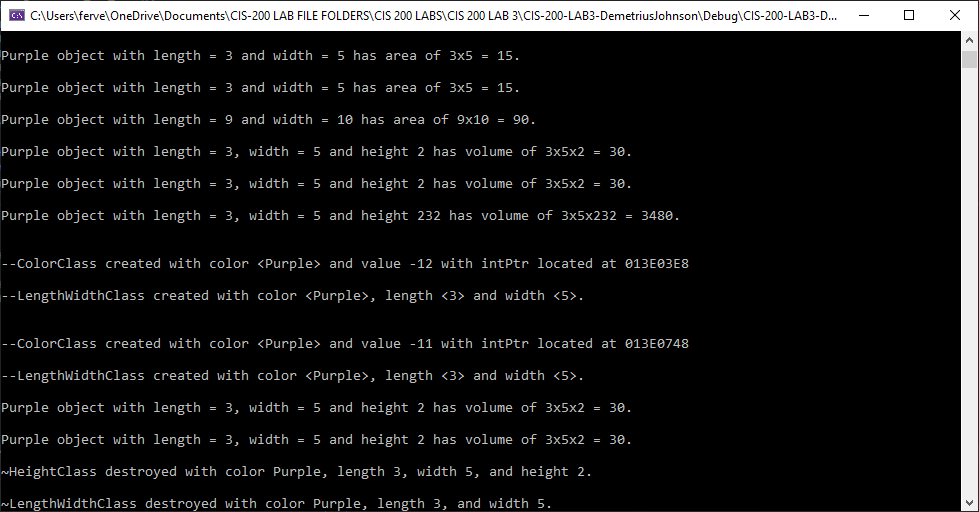 C:\Users\ferve\OneDrive\Documents\CIS-200 LAB FILE FOLDERS\CIS 200 LABS\CIS 200 LAB 3\CIS-200-LAB3-DemetriusJohnson\Debug\CIS-200-LAB3-D...
Purple object with length = 3 and width = 5 has area of 3x5 = 15.
Purple object with length = 3 and width = 5 has area of 3x5 = 15.
Purple object with length = 9 and width = 10 has area of 9x10 = 90.
Purple object with length = 3, width = 5 and height 2 has volume of 3x5x2 = 30.
Purple object with length = 3, width = 5 and height 2 has volume of 3x5x2 = 30.
Purple object with length = 3, width = 5 and height 232 has volume of 3x5x232 = 3480.
--ColorClass created with color <Purple> and value -12 with intPtr located at 013E03E8
--LengthWidthClass created with color <Purple>, length <3> and width <5>.
--ColorClass created with color <Purple> and value -11 with intPtr located at 013E0748
--LengthWidthClass created with color <Purple>, length <3> and width <5>.
Purple object with length = 3, width = 5 and height 2 has volume of 3x5x2 = 30.
Purple object with length = 3, width = 5 and height 2 has volume of 3x5x2 = 30.
~HeightClass destroyed with color Purple, length 3, width 5, and height 2.
~LengthWidthClass destroyed with color Purple, length 3, and width 5.